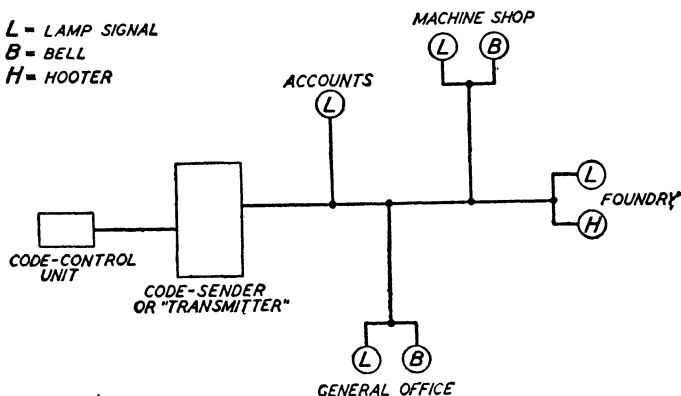 L = LAMP SIGNAL
B = BELL
H = HOOTER
MACHINE SHOP
L B
ACCOUNTS
L
L
FOUNDRY
H
CODE-CONTROL
UNIT
CODE-SENDER
OR "TRANSMITTER"
L B
GENERAL OFFICE